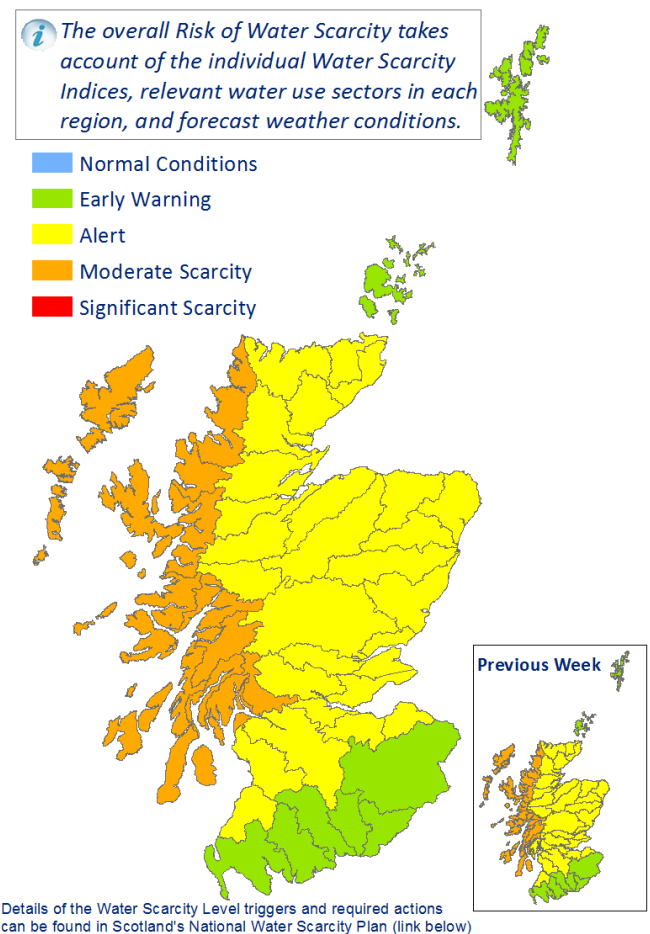 The overall Risk of Water Scarcity takes
account of the individual Water Scarcity
Indices, relevant water use sectors in each
region, and forecast weather conditions.
Normal Conditions
Early Warning
Alert
Moderate Scarcity
Significant Scarcity
Previous Week
Details of the Water Scarcity Level triggers and required actions
can be found in Scotland's National Water Scarcity Plan (link below)